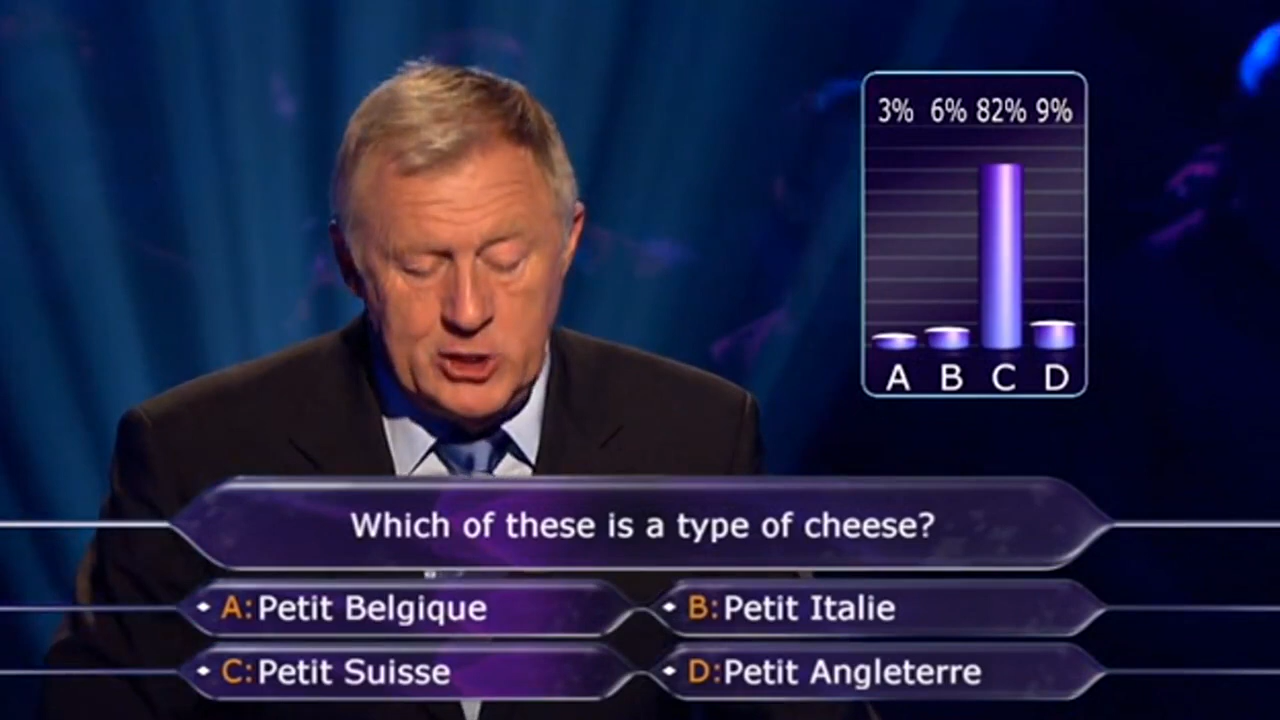 3% 6% 82% 9%
A B C D
Which of these is a type of cheese?
A: Petit Belgique
B: Petit Italie
C: Petit Suisse
D: Petit Angleterre